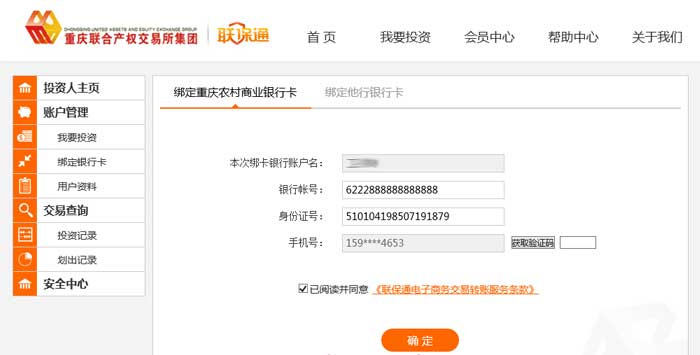 CHONGQING UNITED ASSETS AND EQUITY EXCHANGE GROUP
重庆联合产权交易所集团
联保通
首 页 我要投资 会员中心 帮助中心 关于我们
投资人主页
账户管理
我要投资
绑定银行卡
用户资料
交易查询
投资记录
划出记录
安全中心
绑定重庆农村商业银行卡 绑定他行银行卡
本次绑卡银行账户名：
银行帐号： 6222888888888888
身份证号： 510104198507191879
手机号： 159****4653 获取验证码
已阅读并同意 《联保通电子商务交易转账服务条款》
确 定